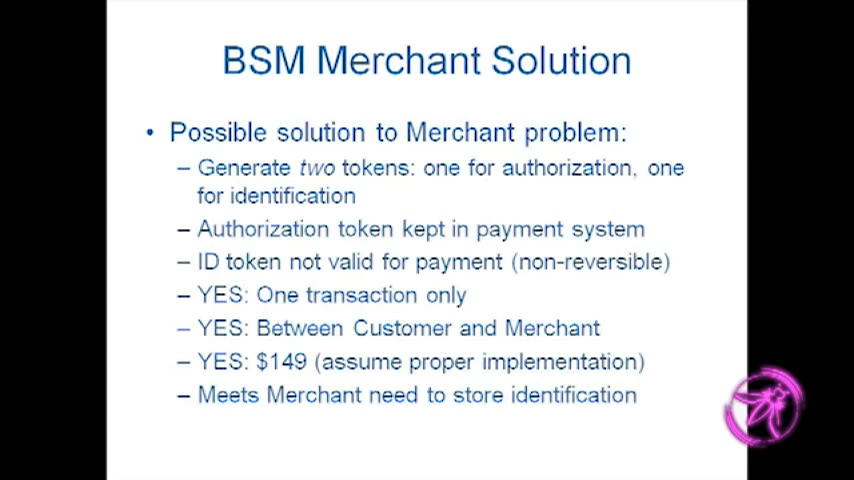 BSM Merchant Solution
• Possible solution to Merchant problem:
– Generate two tokens: one for authorization, one
for identification
– Authorization token kept in payment system
– ID token not valid for payment (non-reversible)
– YES: One transaction only
– YES: Between Customer and Merchant
– YES: $149 (assume proper implementation)
– Meets Merchant need to store identification